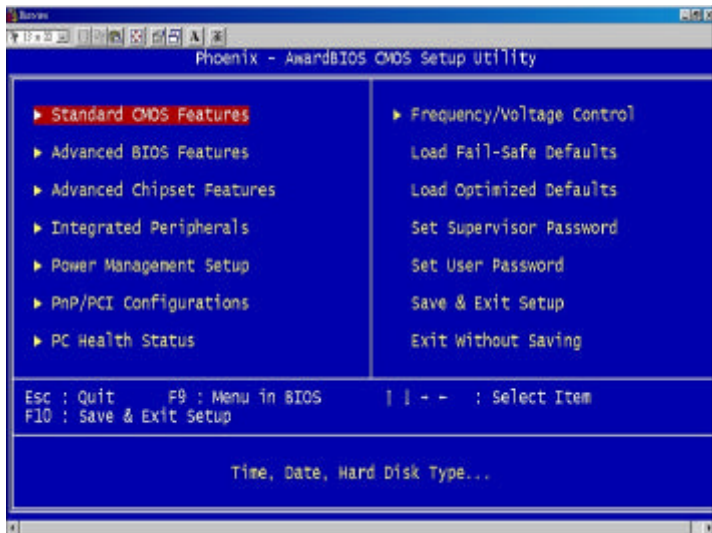 Phoenix - AwardBIOS CMOS Setup Utility
▶ Standard CMOS Features
▶ Advanced BIOS Features
▶ Advanced Chipset Features
▶ Integrated Peripherals
▶ Power Management Setup
▶ PnP/PCI Configurations
▶ PC Health Status
▶ Frequency/Voltage Control
Load Fail-Safe Defaults
Load Optimized Defaults
Set Supervisor Password
Set User Password
Save & Exit Setup
Exit Without Saving
Esc : Quit F9 : Menu in BIOS
F10 : Save & Exit Setup
: Select Item
Time, Date, Hard Disk Type...